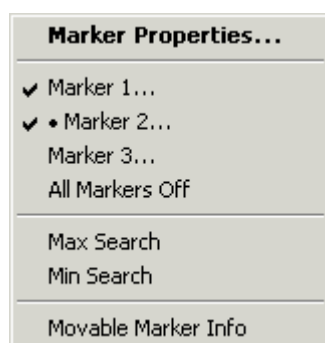 Marker Properties...
✔ Marker 1...
✔ • Marker 2...
Marker 3...
All Markers Off
Max Search
Min Search
Movable Marker Info